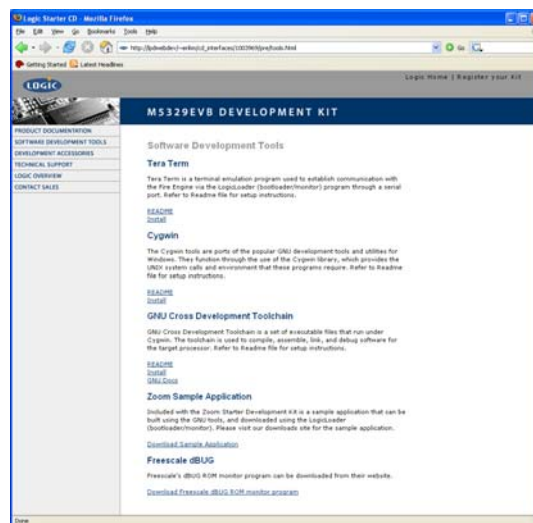 Logic Starter CD - Mozilla Firefox
File Edit View Go Bookmarks Tools Help
Go
Getting Started Latest Headlines
Logic Home | Register your Kit
LOGIC
M5329EVB DEVELOPMENT KIT
PRODUCT DOCUMENTATION
SOFTWARE DEVELOPMENT TOOLS
DEVELOPMENT ACCESSORIES
TECHNICAL SUPPORT
LOGIC OVERVIEW
CONTACT SALES
Software Development Tools
Tera Term
Tera Term is a terminal emulation program used to establish communication with
the Fire Engine via the LogicLoader (bootloader/monitor) program through a serial
port. Refer to Readme file for setup instructions.
README
Install
Cygwin
The Cygwin tools are ports of the popular GNU development tools and utilities for
Windows. They function through the use of the Cygwin library, which provides the
UNIX system calls and environment that these programs require. Refer to Readme
file for setup instructions.
README
Install
GNU Cross Development Toolchain
GNU Cross Development Toolchain is a set of executable files that run under
Cygwin. The toolchain is used to compile, assemble, link, and debug software for
the target processor. Refer to Readme file for setup instructions.
README
Install
GNU Docs
Zoom Sample Application
Included with the Zoom Starter Development Kit is a sample application that can be
built using the GNU tools, and downloaded using the LogicLoader
(bootloader/monitor). Please visit our downloads site for the sample application.
Download Sample Application
Freescale dBUG
Freescale's dBUG ROM monitor program can be downloaded from their website.
Download Freescale dBUG ROM monitor program
Done